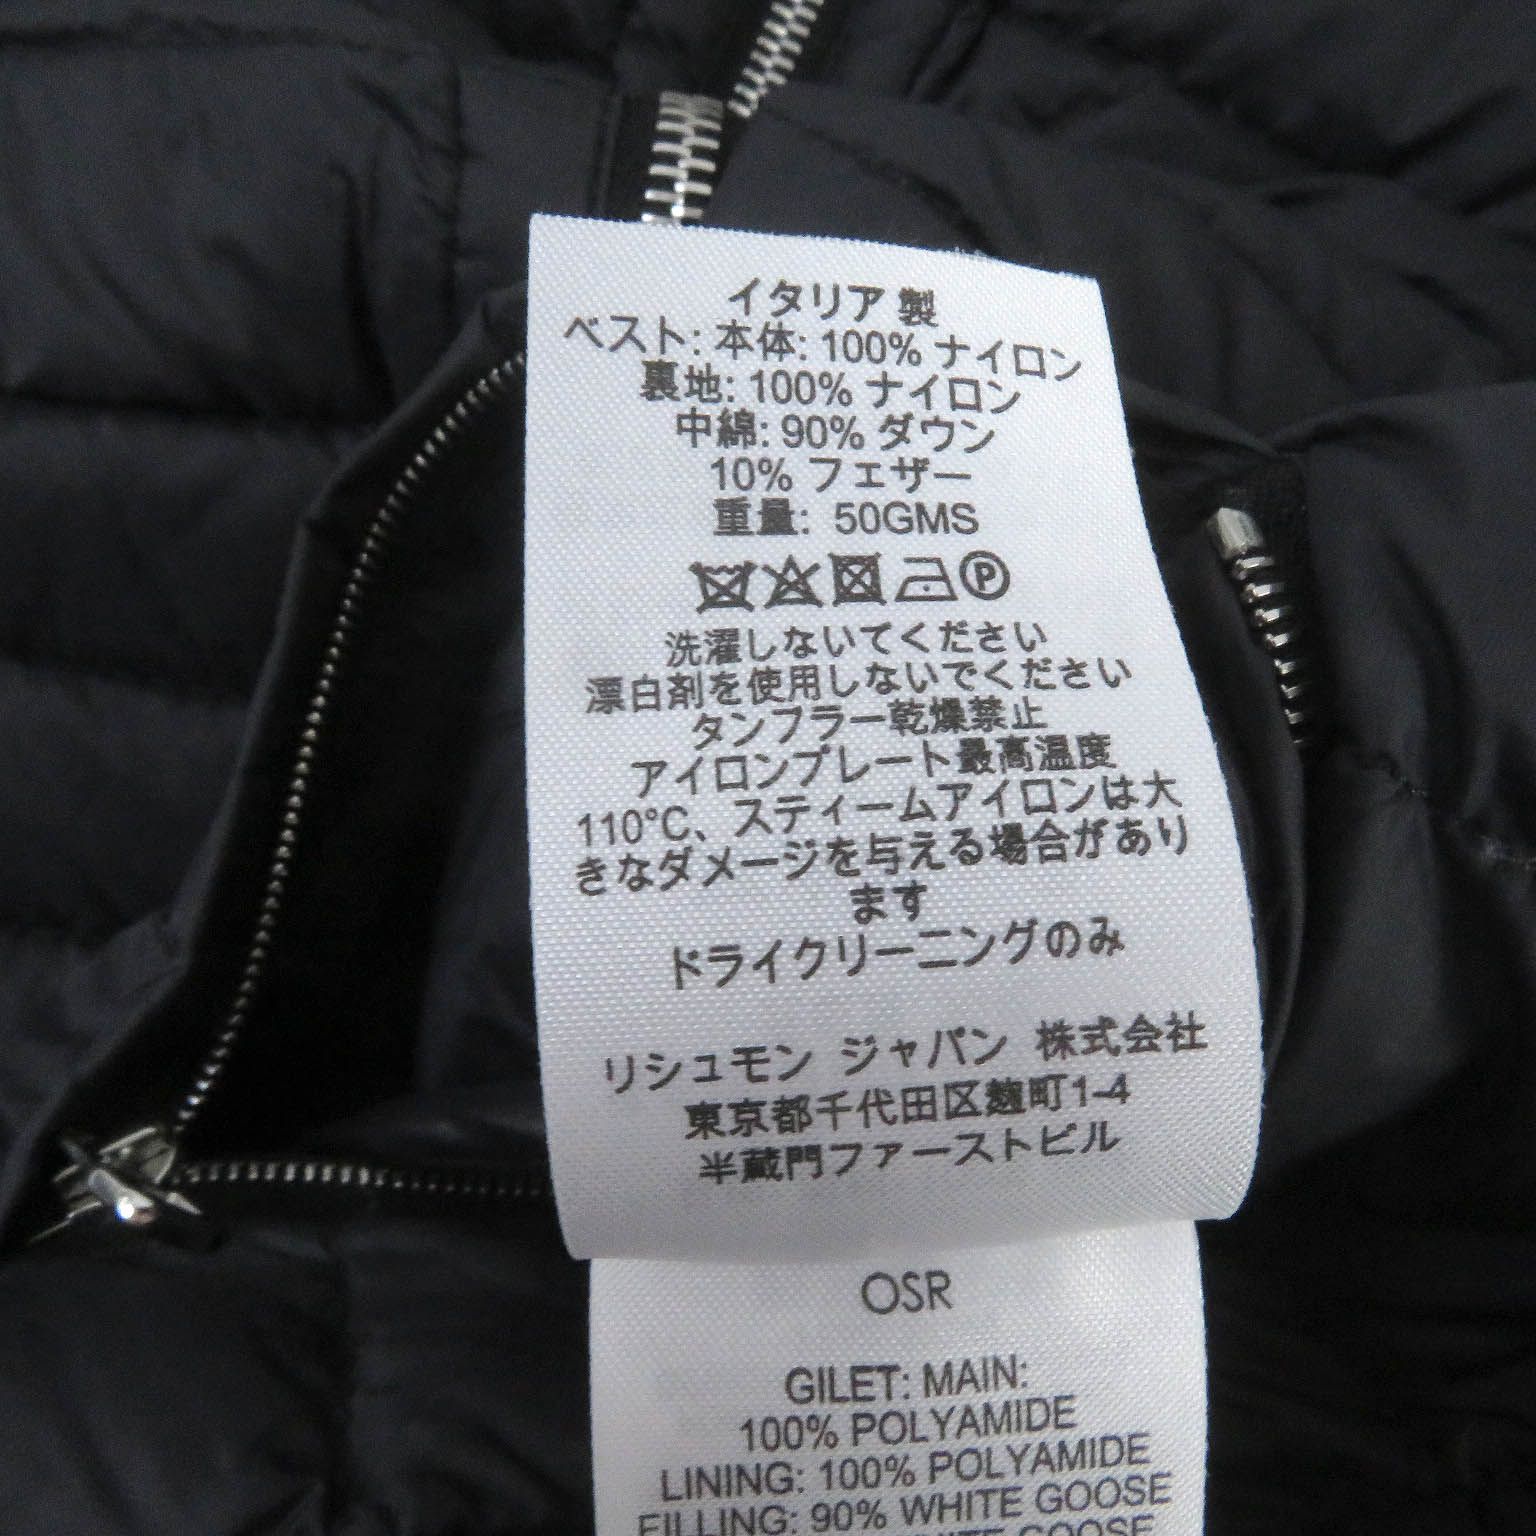 イタリア 製
ベスト: 本体: 100% ナイロン
裏地: 100% ナイロン
中綿: 90% ダウン
10% フェザー
重量: 50GMS
P
洗濯しないてください
漂白剤を使用しないでください
タンブラー乾燥禁止
アイロンプレート最高温度
110°C、スティームアイロンは大
きなダメージを与える場合があり
ます
ドライクリーニングのみ
リシュモン ジャパン 株式会社
東京都千代田区麹町1-4
半蔵門ファーストビル
OSR
GILET: MAIN:
100% POLYAMIDE
LINING: 100% POLYAMIDE
FILLING: 90% WHITE GOOSE
WHITE GOOSE